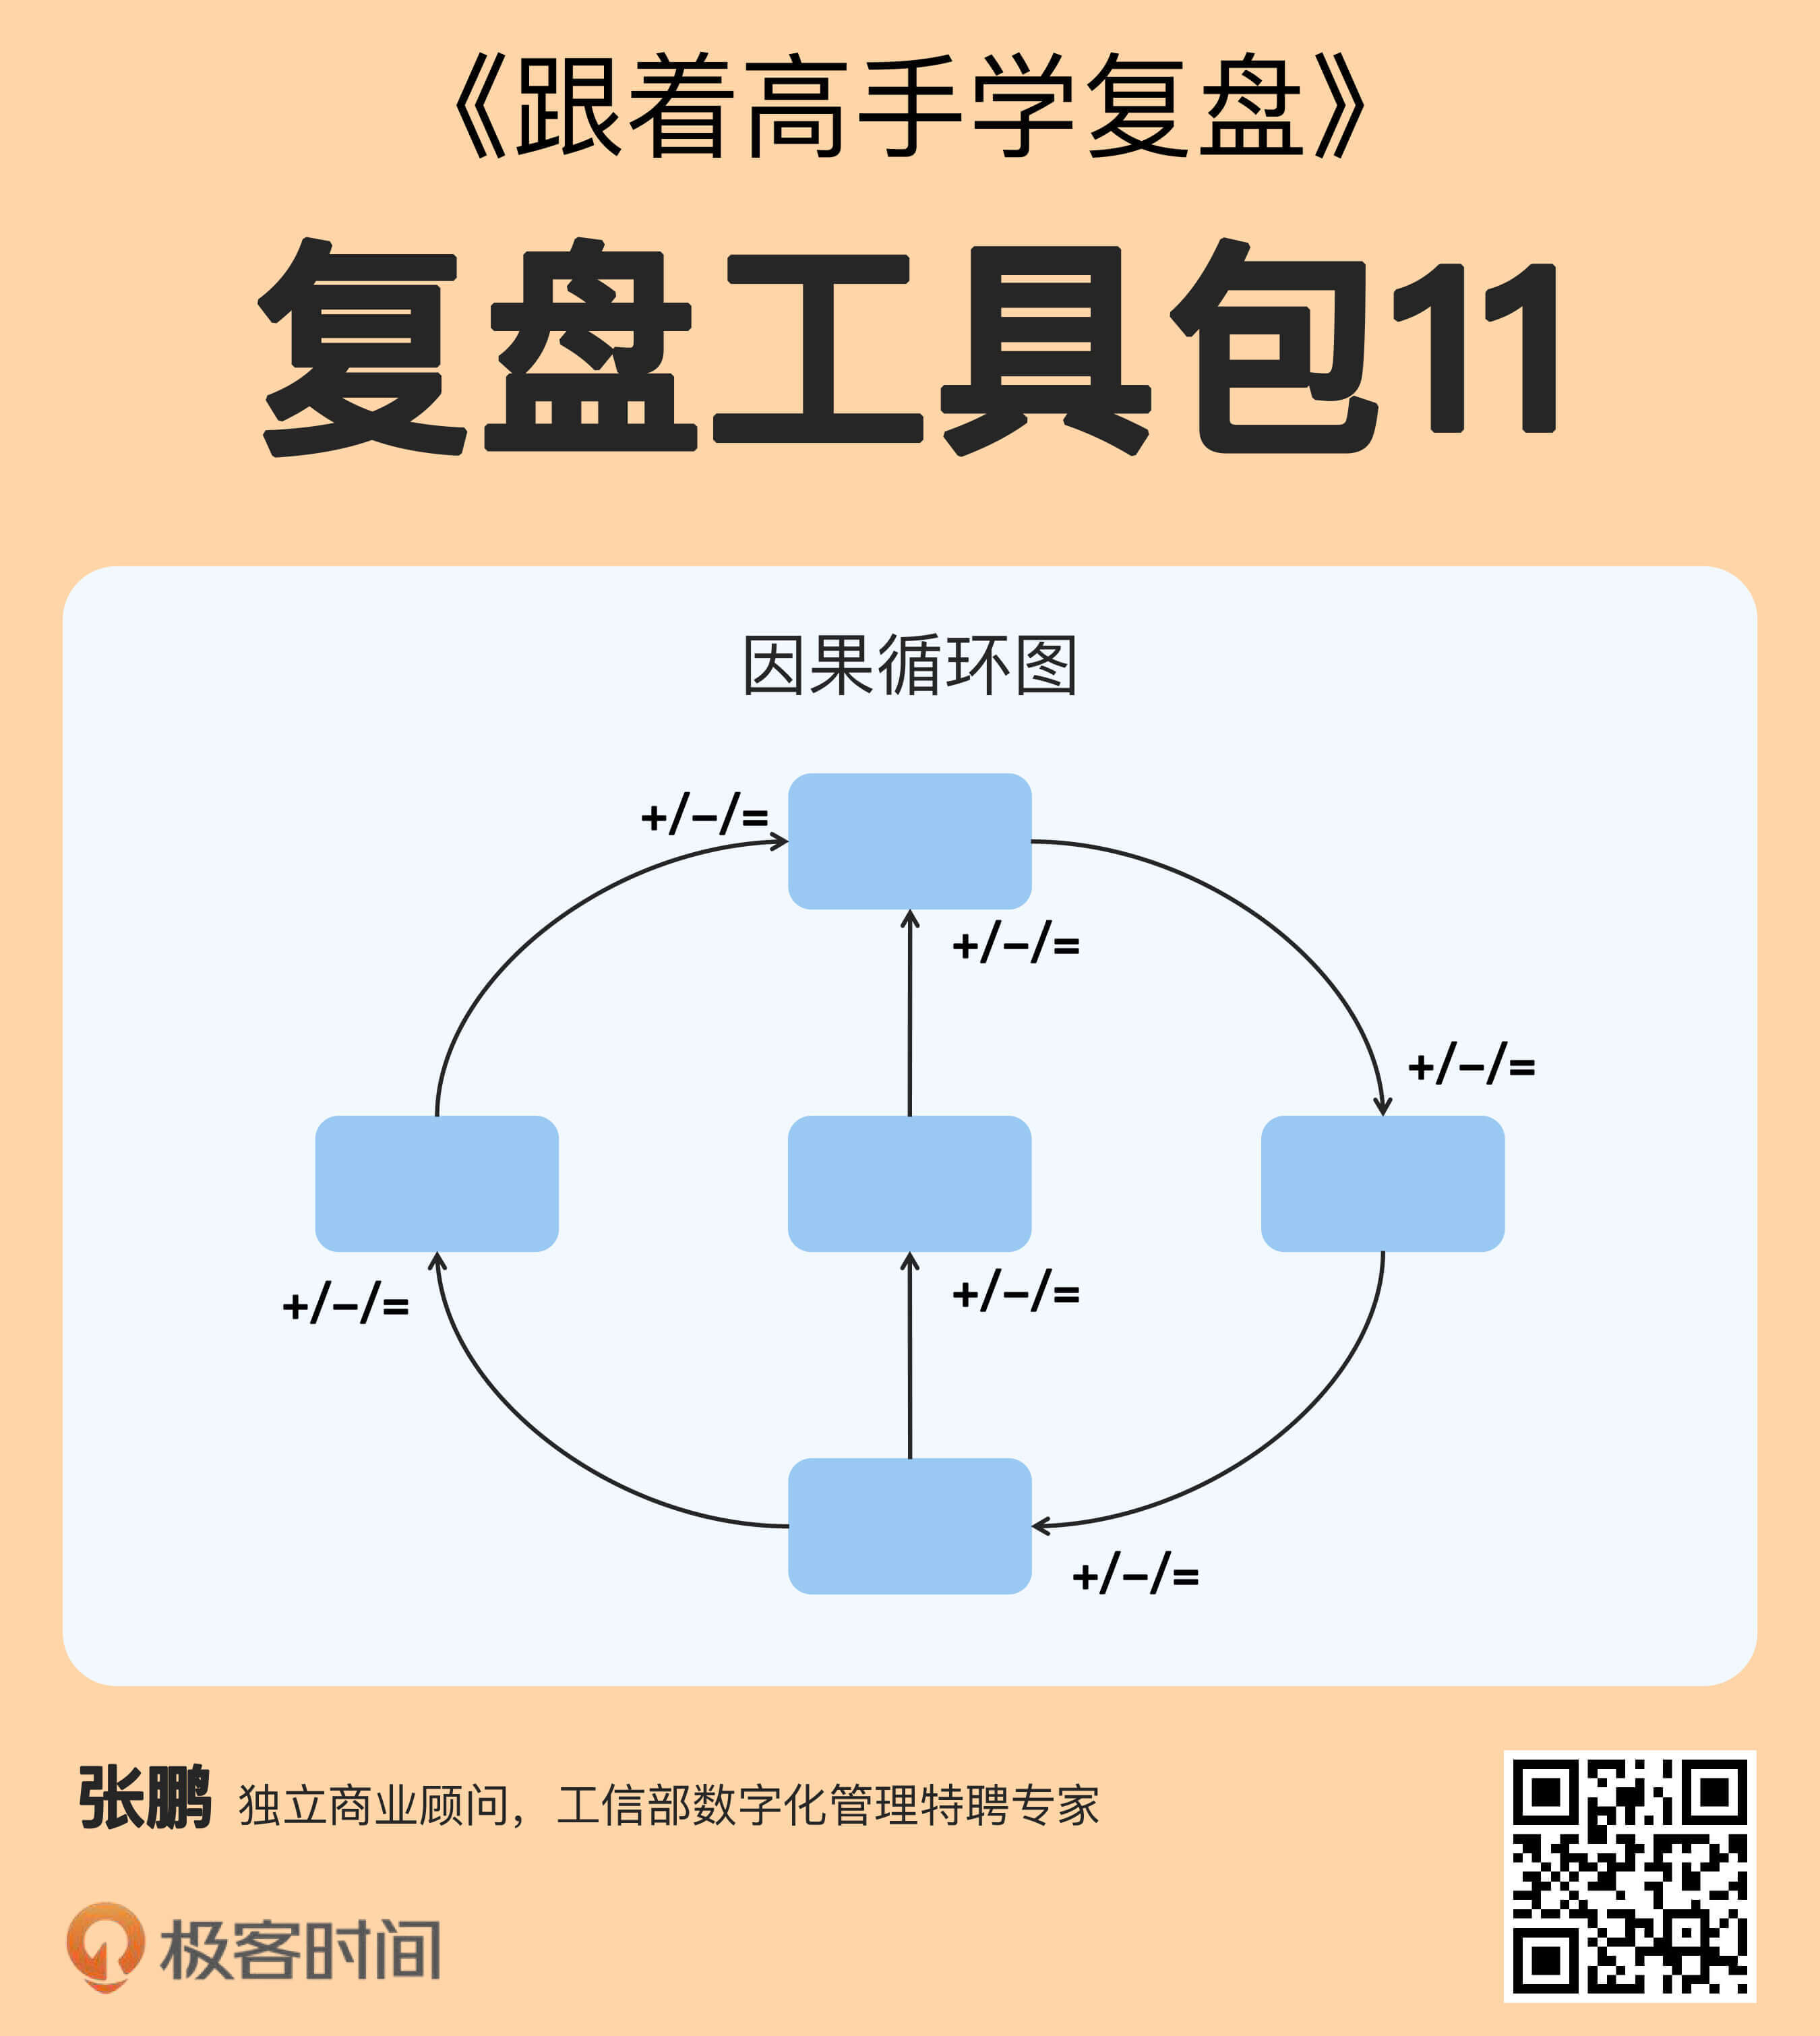 《跟着高手学复盘》
复盘工具包11
因果循环图
+/−/=
+/−/=
+/−/=
+/−/=
+/−/=
+/−/=
张鹏 独立商业顾问，工信部数字化管理特聘专家
极客时间